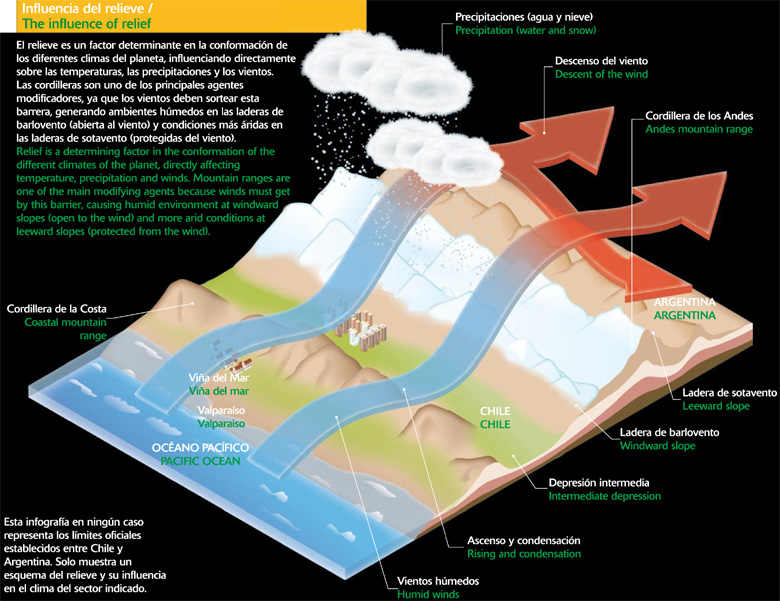 Influencia del relieve /
The influence of relief
El relieve es un factor determinante en la conformación de
los diferentes climas del planeta, influenciando directamente
sobre las temperaturas, las precipitaciones y los vientos.
Las cordilleras son uno de los principales agentes
modificadores, ya que los vientos deben sortear esta
barrera, generando ambientes húmedos en las laderas de
barlovento (abierta al viento) y condiciones más áridas en
las laderas de sotavento (protegidas del viento).
Relief is a determining factor in the conformation of the
different climates of the planet, directly affecting
temperature, precipitation and winds. Mountain ranges are
one of the main modifying agents because winds must get
by this barrier, causing humid environment at windward
slopes (open to the wind) and more arid conditions at
leeward slopes (protected from the wind).
Precipitaciones (agua y nieve)
Precipitation (water and snow)
Descenso del viento
Descent of the wind
Cordillera de los Andes
Andes mountain range
Cordillera de la Costa
Coastal mountain
range
ARGENTINA
ARGENTINA
Viña del Mar
Viña del mar
Valparaíso
Valparaíso
OCÉANO PACÍFICO
PACIFIC OCEAN
CHILE
CHILE
Ladera de sotavento
Leeward slope
Ladera de barlovento
Windward slope
Depresión intermedia
Intermediate depression
Ascenso y condensación
Rising and condensation
Vientos húmedos
Humid winds
Esta infografía en ningún caso
representa los límites oficiales
establecidos entre Chile y
Argentina. Solo muestra un
esquema del relieve y su influencia
en el clima del sector indicado.